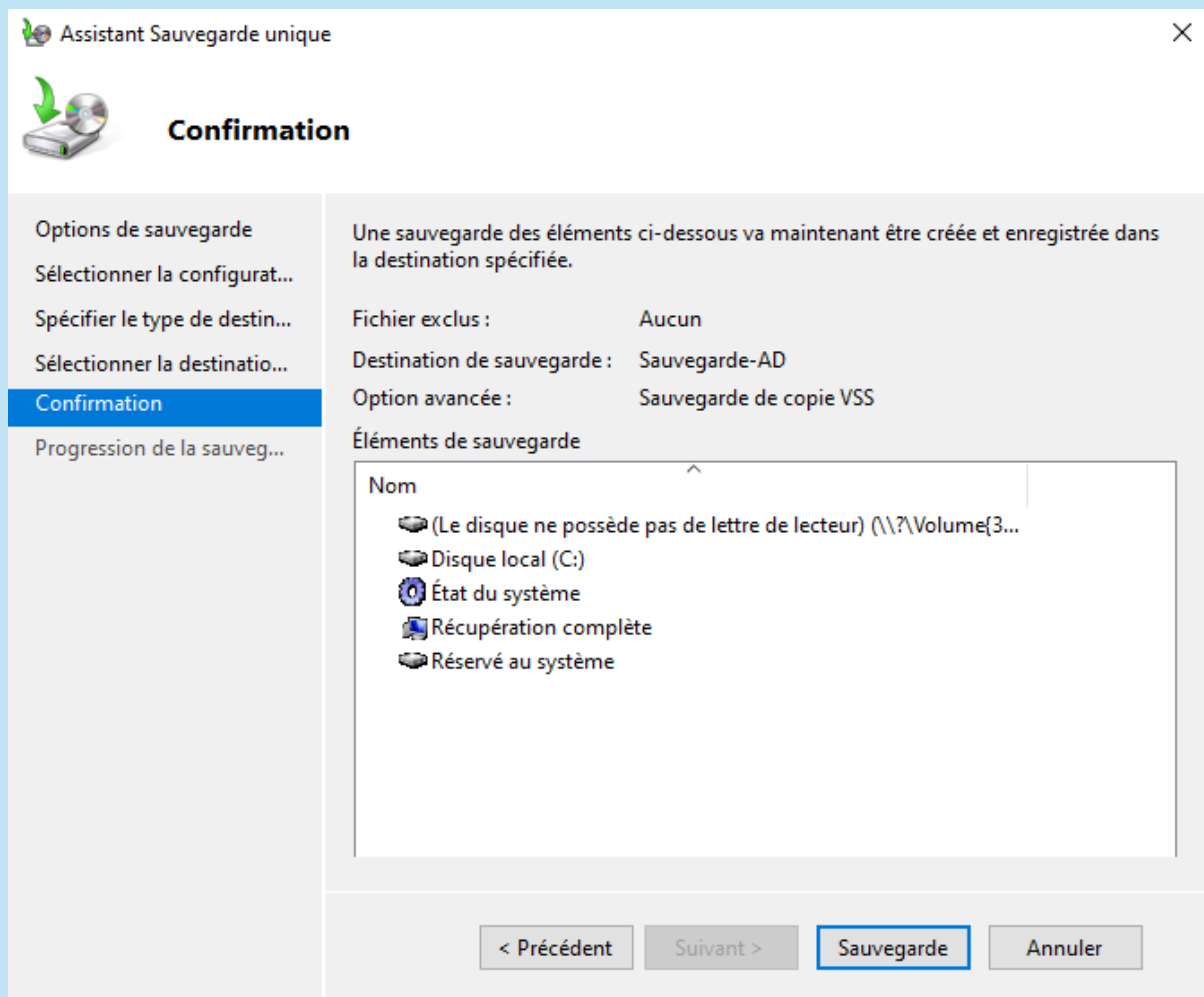 Assistant Sauvegarde unique
Confirmation
Options de sauvegarde
Sélectionner la configurat...
Spécifier le type de destin...
Sélectionner la destinatio...
Confirmation
Progression de la sauveg...
Une sauvegarde des éléments ci-dessous va maintenant être créée et enregistrée dans
la destination spécifiée.
Fichier exclus : Aucun
Destination de sauvegarde : Sauvegarde-AD
Option avancée : Sauvegarde de copie VSS
Éléments de sauvegarde
Nom
(Le disque ne possède pas de lettre de lecteur) (\\?\Volume{3...
Disque local (C:)
État du système
Récupération complète
Réservé au système
< Précédent
Suivant >
Sauvegarde
Annuler